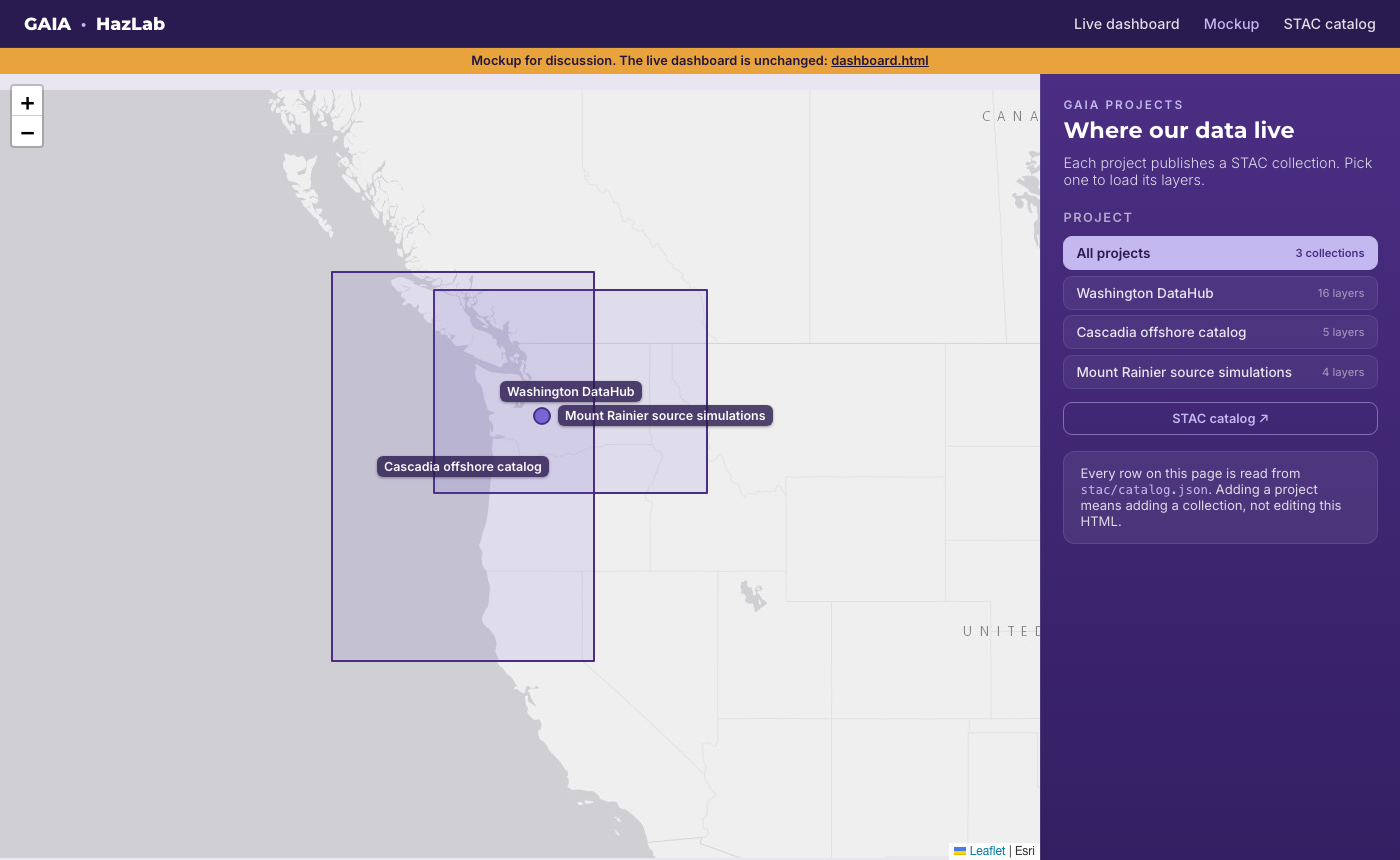 GAIA • HazLab
Live dashboard
Mockup
STAC catalog
Mockup for discussion. The live dashboard is unchanged: dashboard.html
+
−
CANA
Washington DataHub
Mount Rainier source simulations
Cascadia offshore catalog
UNITED
Leaflet | Esri
GAIA PROJECTS
Where our data live
Each project publishes a STAC collection. Pick
one to load its layers.
PROJECT
All projects 3 collections
Washington DataHub 16 layers
Cascadia offshore catalog 5 layers
Mount Rainier source simulations 4 layers
STAC catalog ↗
Every row on this page is read from
stac/catalog.json. Adding a project
means adding a collection, not editing this
HTML.